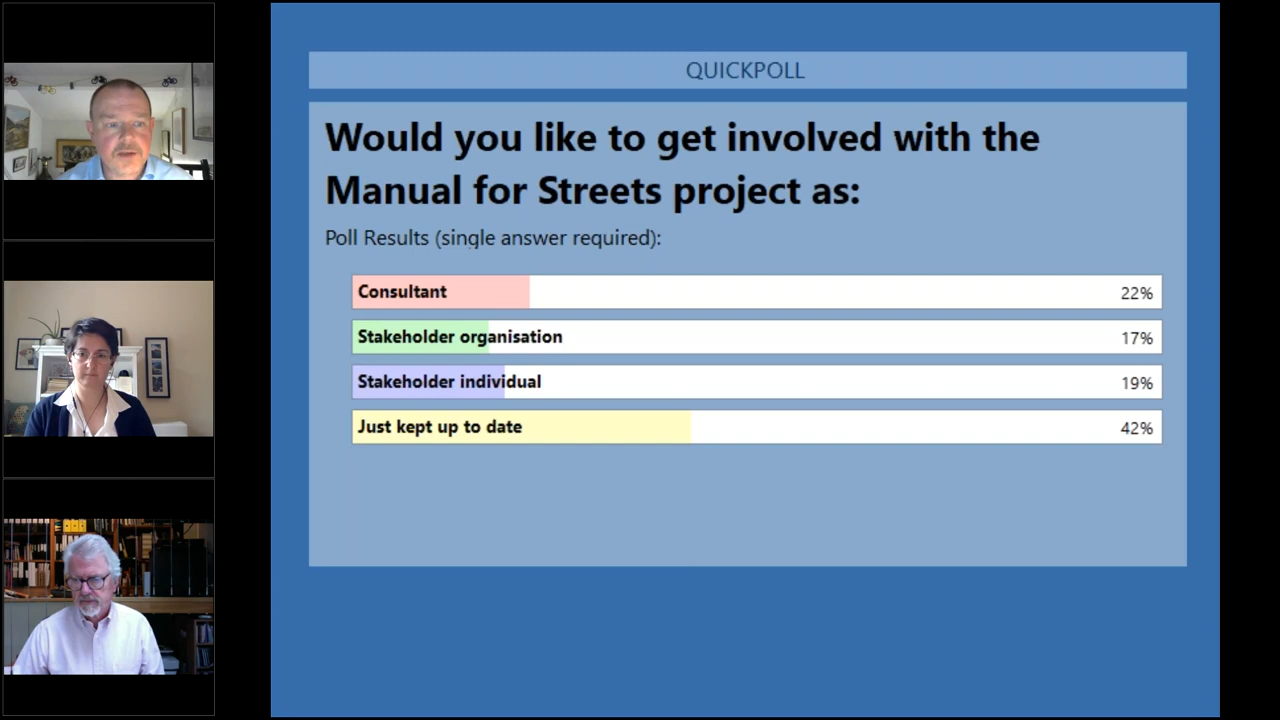 QUICKPOLL
Would you like to get involved with the
Manual for Streets project as:
Poll Results (single answer required):
Consultant 22%
Stakeholder organisation 17%
Stakeholder individual 19%
Just kept up to date 42%